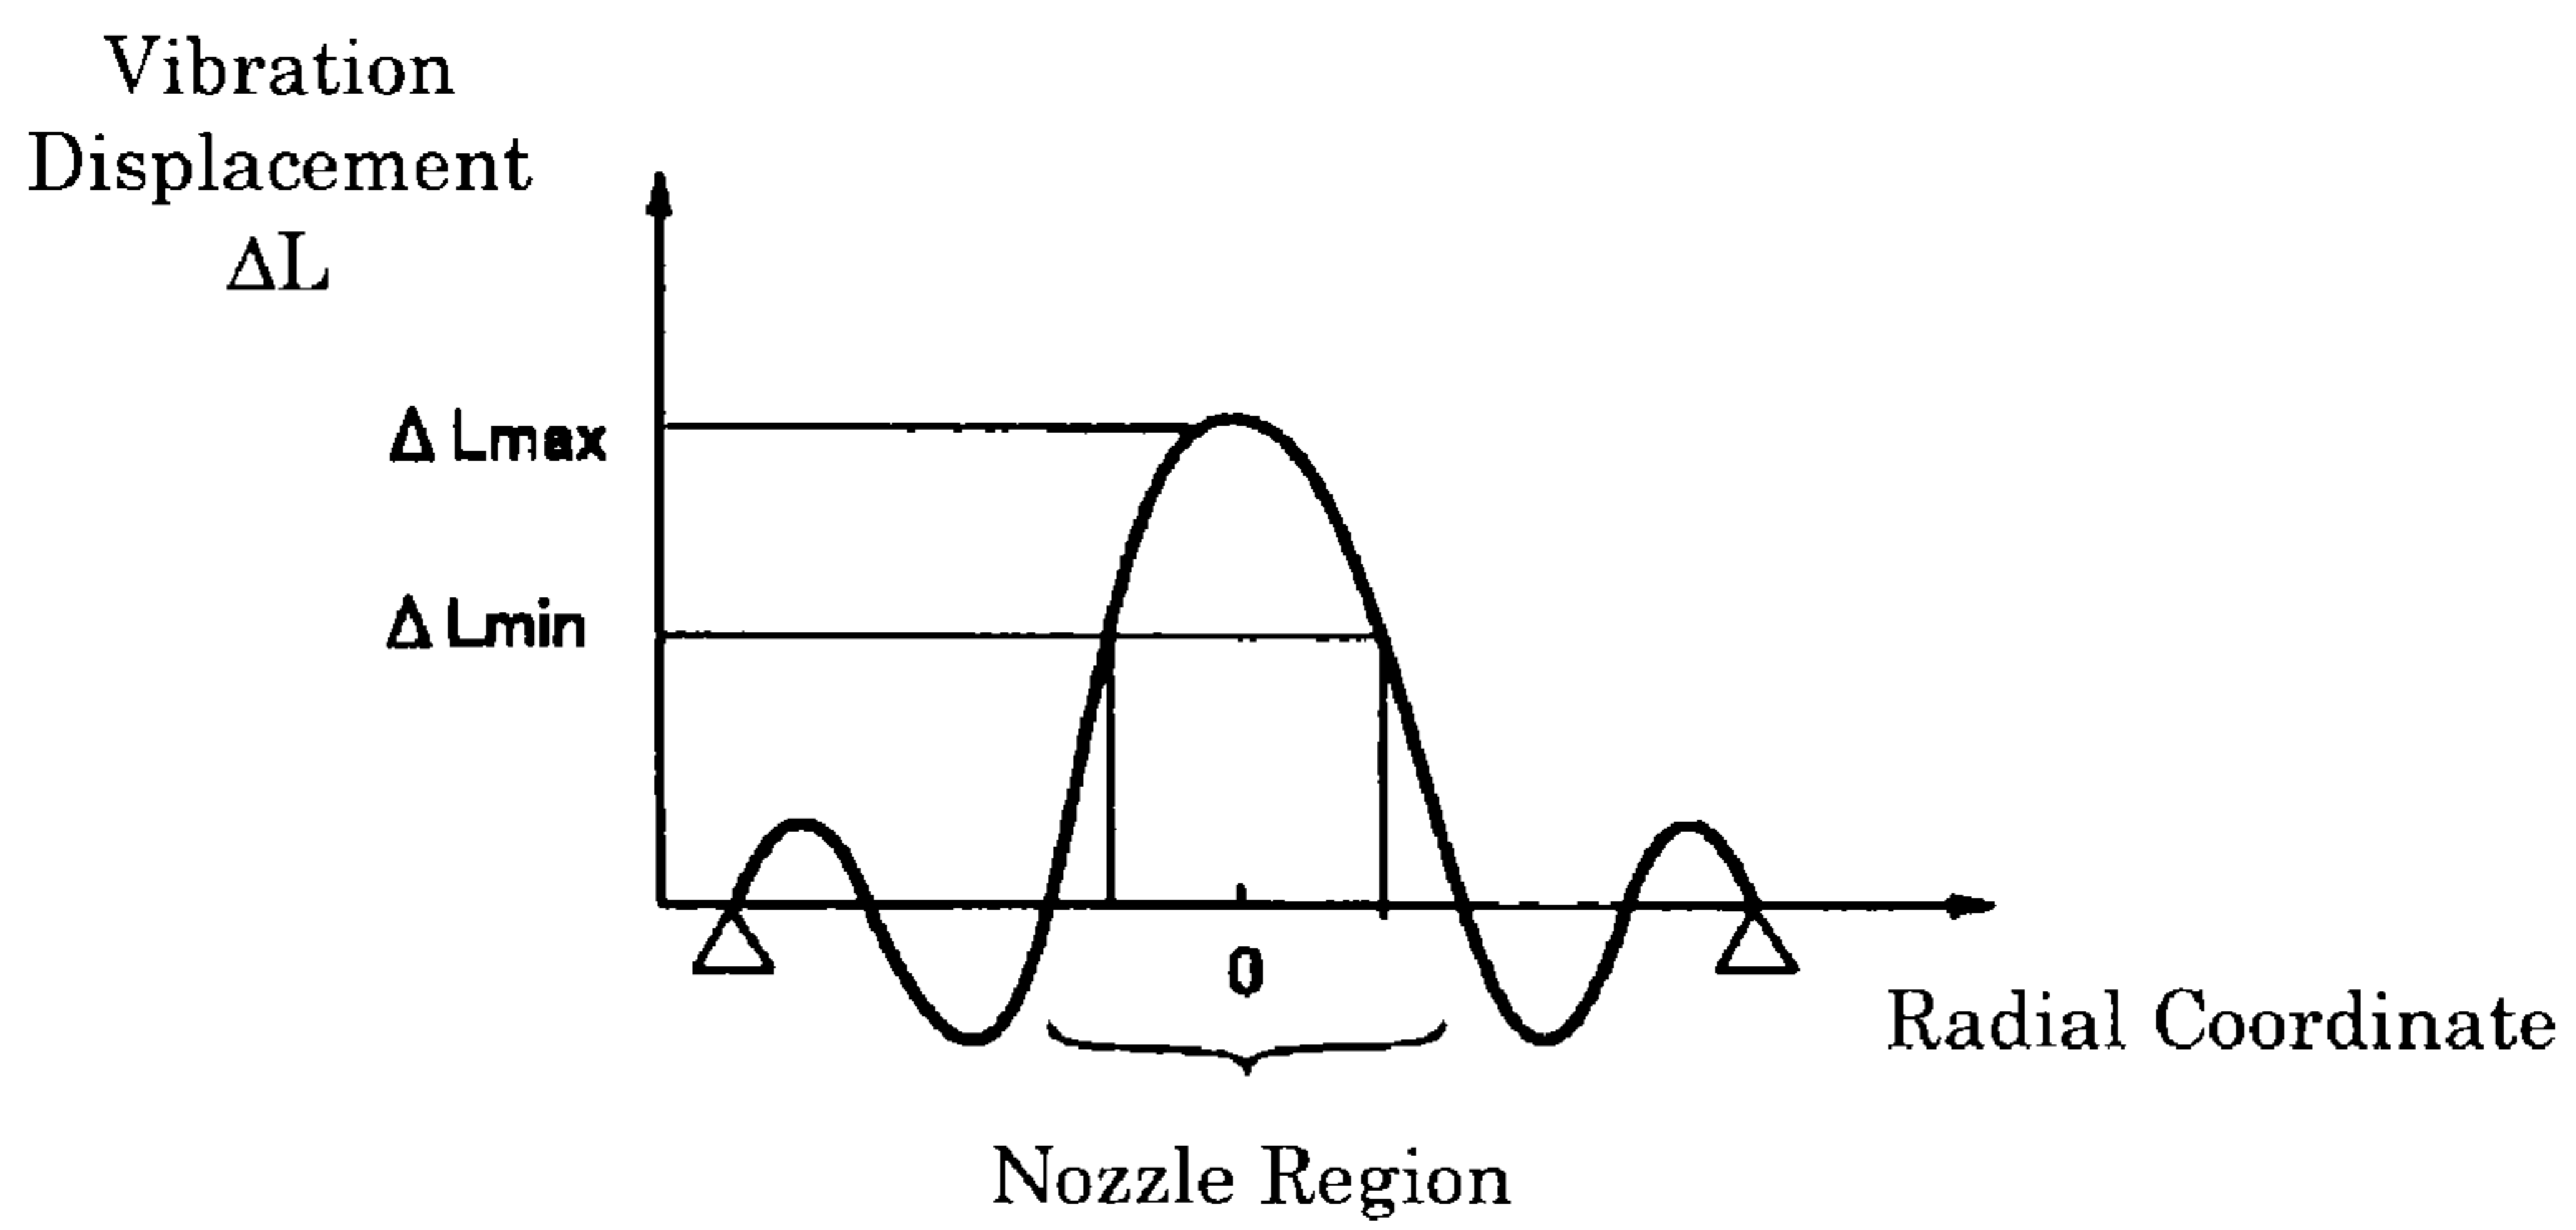 Vibration
Displacement
ΔL
Δ Lmax
Δ Lmin
0
Radial Coordinate
Nozzle Region